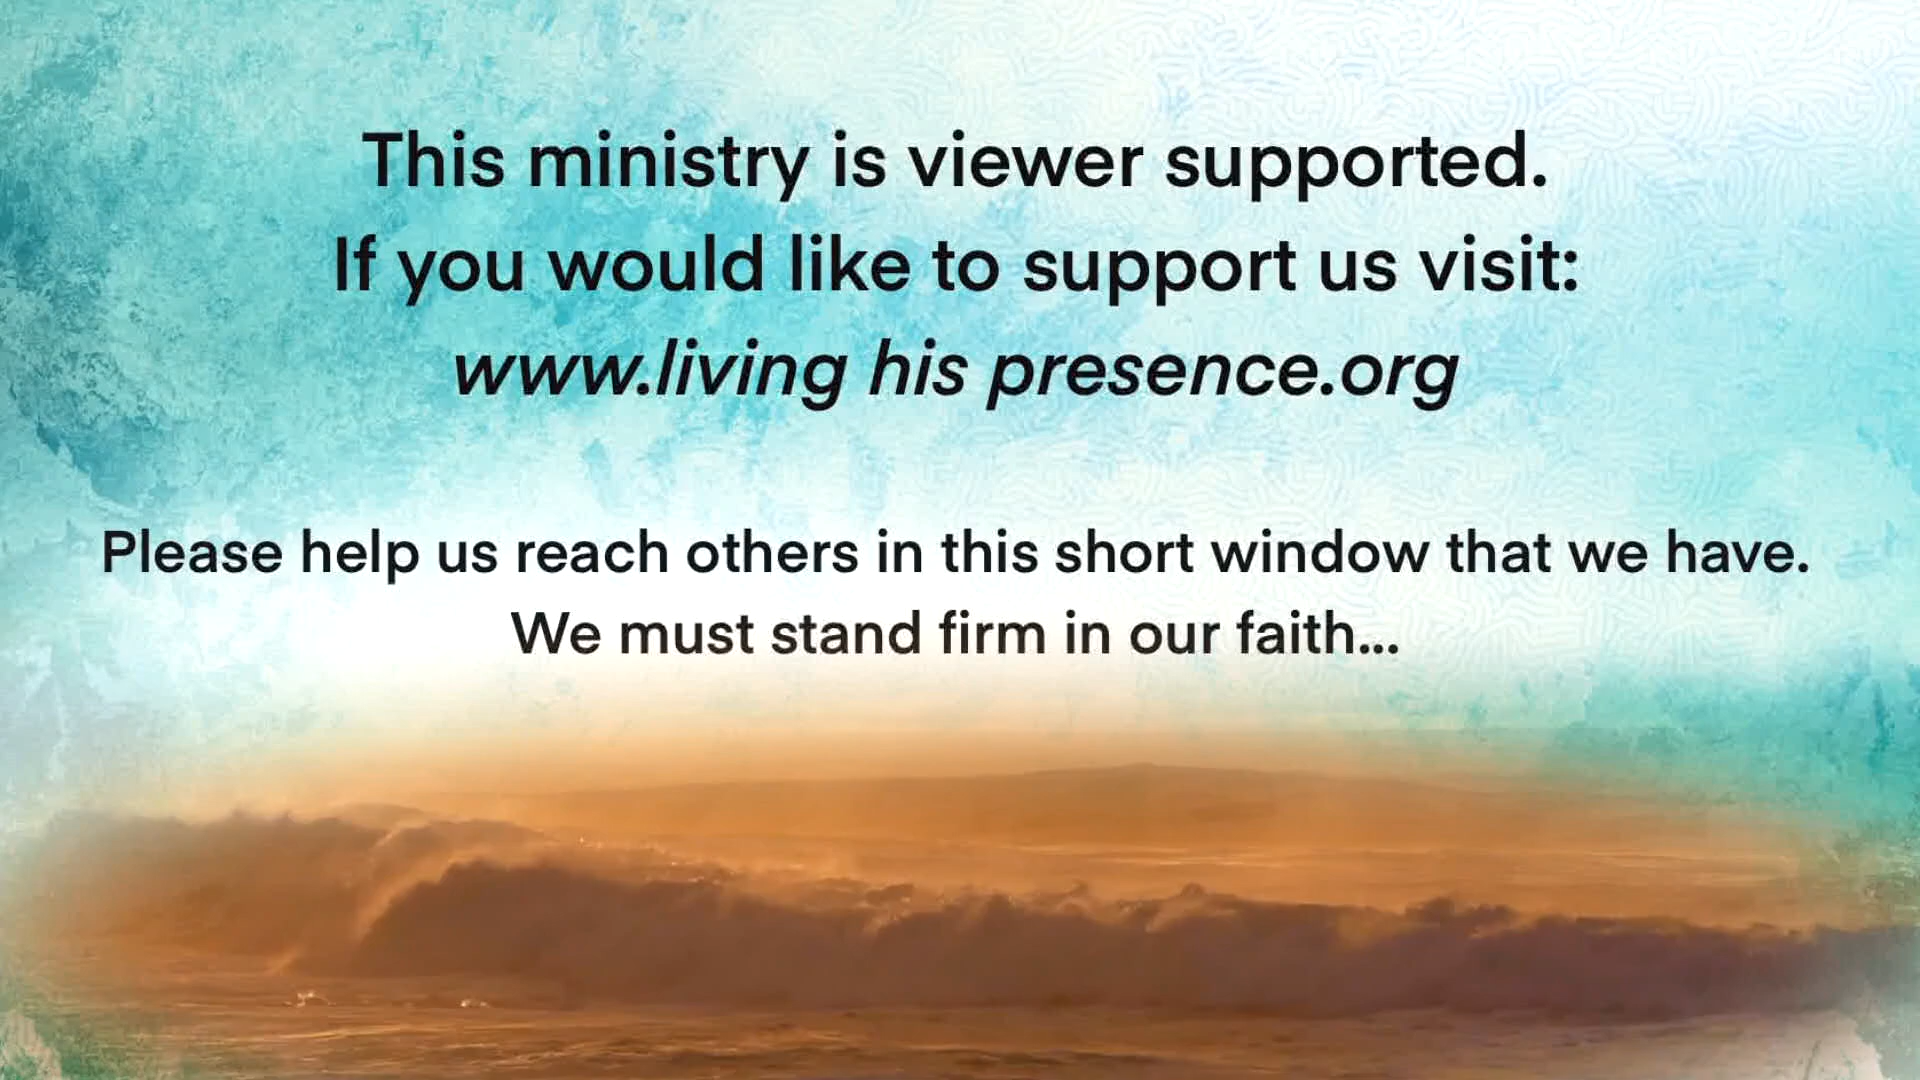 This ministry is viewer supported.
If you would like to support us visit:
www.living his presence.org
Please help us reach others in this short window that we have.
We must stand firm in our faith...